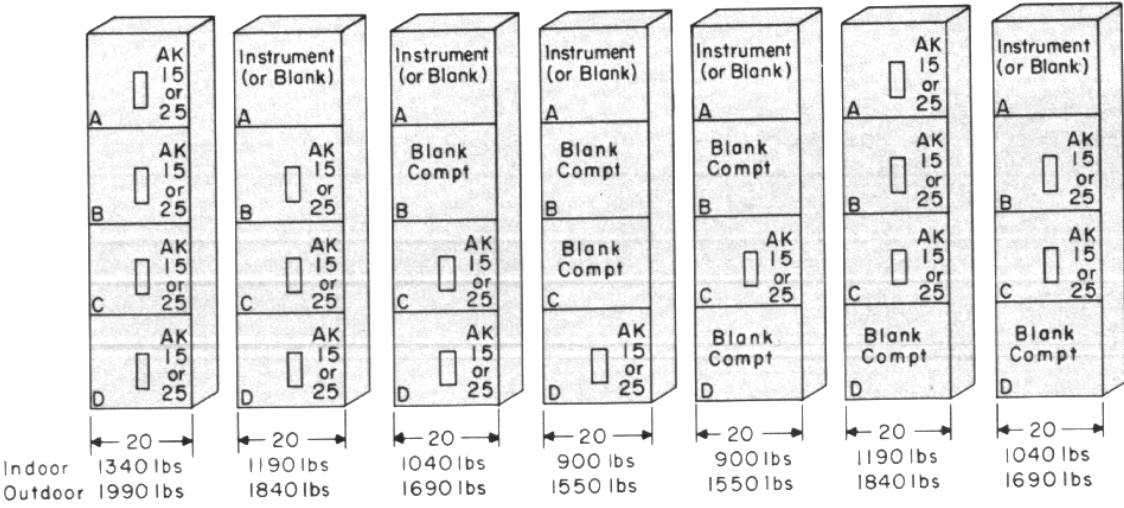 AK
15
or
25
A
AK
15
or
25
B
AK
15
or
25
C
AK
15
or
25
D
Instrument
(or Blank)
A
AK
15
or
25
B
AK
15
or
25
C
AK
15
or
25
D
Instrument
(or Blank)
A
Blank
Compt
B
AK
15
or
25
C
AK
15
or
25
D
Instrument
(or Blank)
A
Blank
Compt
B
Blank
Compt
C
AK
15
or
25
D
Instrument
(or Blank)
A
Blank
Compt
B
AK
15
or
25
C
Blank
Compt
D
AK
15
or
25
A
AK
15
or
25
B
AK
15
or
25
C
Blank
Compt
D
Instrument
(or Blank)
A
AK
15
or
25
B
AK
15
or
25
C
Blank
Compt
D
20 20 20 20 20 20 20
Indoor 1340 lbs 1190 lbs 1040 lbs 900 lbs 900 lbs 1190 lbs 1040 lbs
Outdoor 1990 lbs 1840 lbs 1690 lbs 1550 lbs 1550 lbs 1840 lbs 1690 lbs